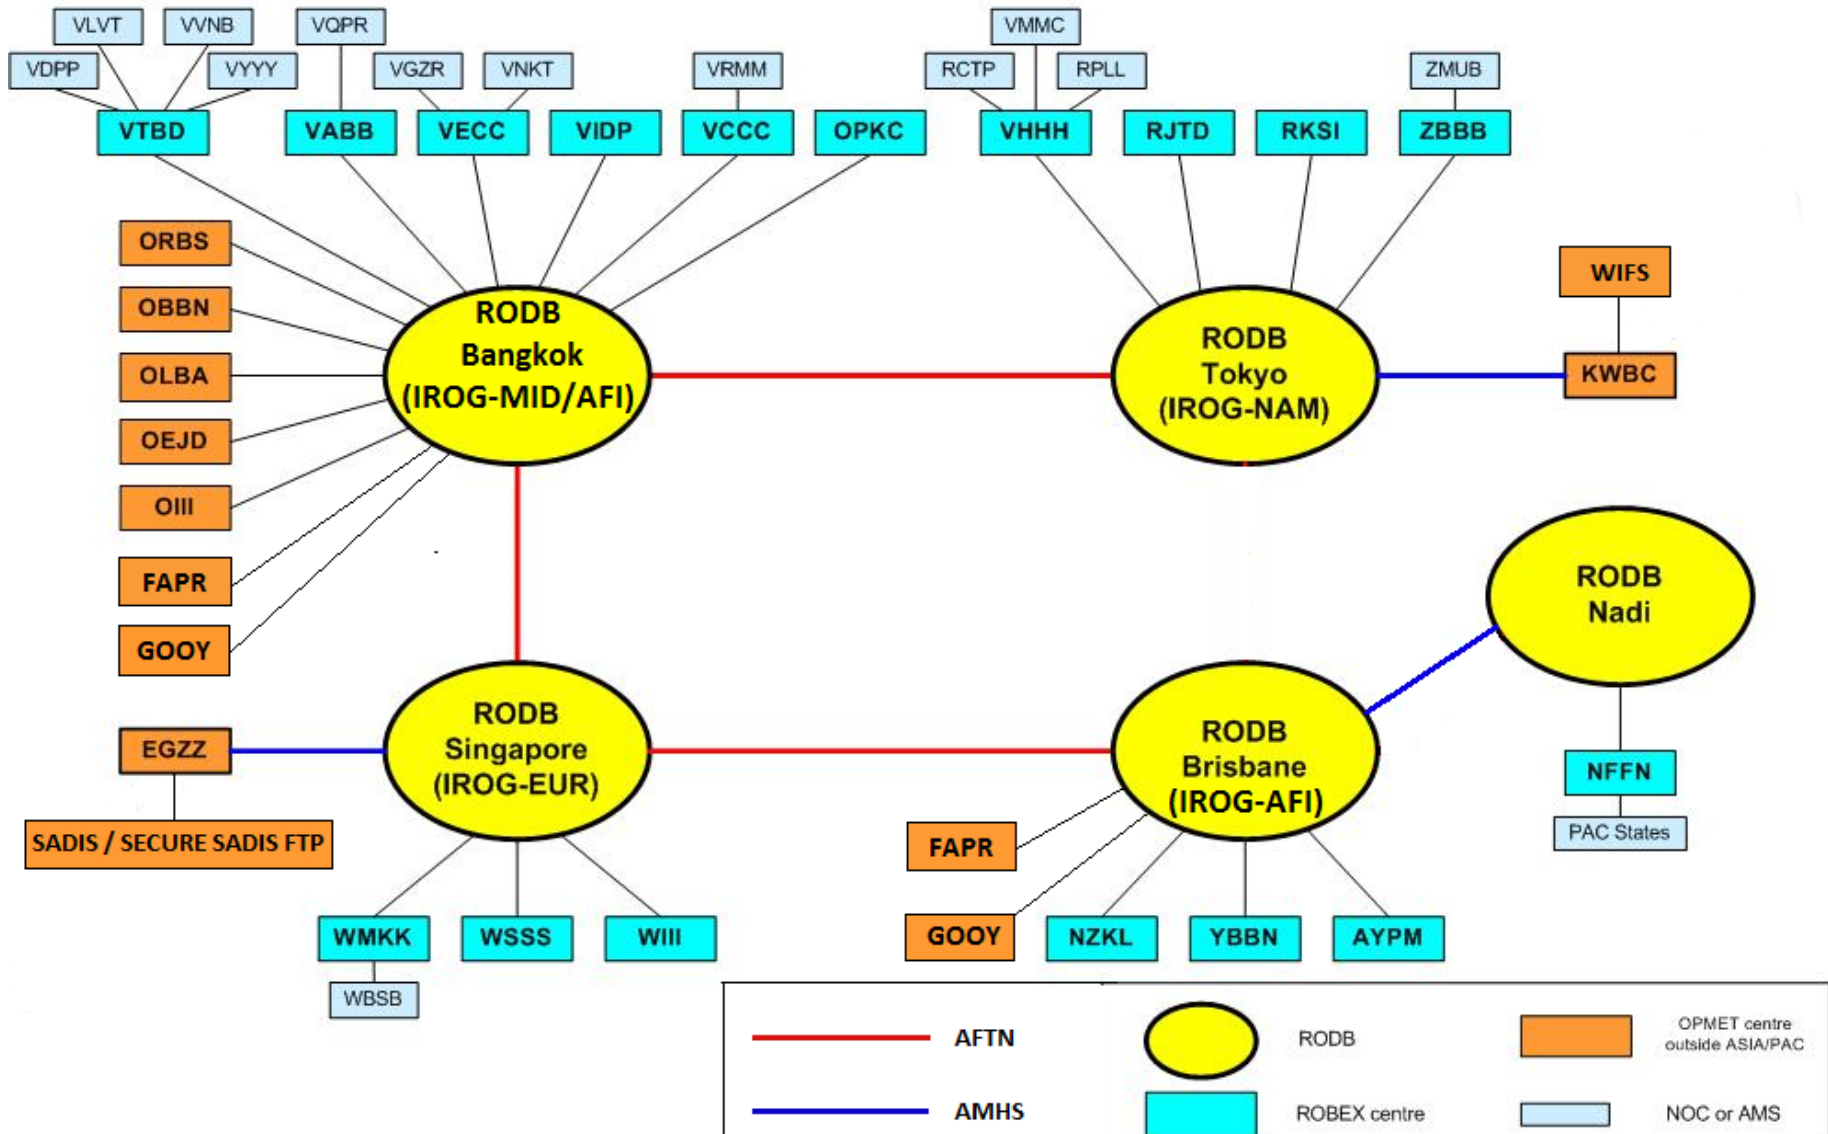 VLVT
VVNB
VQPR
VMMC
VDPP
VYYY
VGZR
VNKT
VRMM
RCTP
RPLL
ZMUB
VTBD
VABB
VECC
VIDP
VCCC
OPKC
VHHH
RJTD
RKSI
ZBBB
ORBS
OBBN
OLBA
OEJD
OIII
FAPR
GOOY
RODB
Bangkok
(IROG-MID/AFI)
RODB
Tokyo
(IROG-NAM)
WIFS
KWBC
RODB
Nadi
NFFN
PAC States
EGZZ
SADIS / SECURE SADIS FTP
RODB
Singapore
(IROG-EUR)
RODB
Brisbane
(IROG-AFI)
FAPR
GOOY
WMKK
WSSS
WIII
WBSB
NZKL
YBBN
AYPM
AFTN
AMHS
RODB
ROBEX centre
OPMET centre
outside ASIA/PAC
NOC or AMS